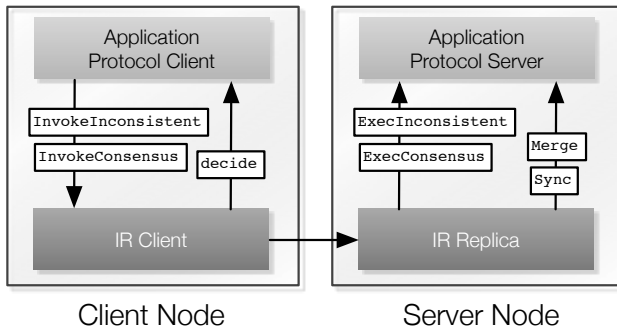 Application
Protocol Client
InvokeInconsistent
InvokeConsensus
decide
IR Client
Client Node
Application
Protocol Server
ExecInconsistent
ExecConsensus
Merge
Sync
IR Replica
Server Node